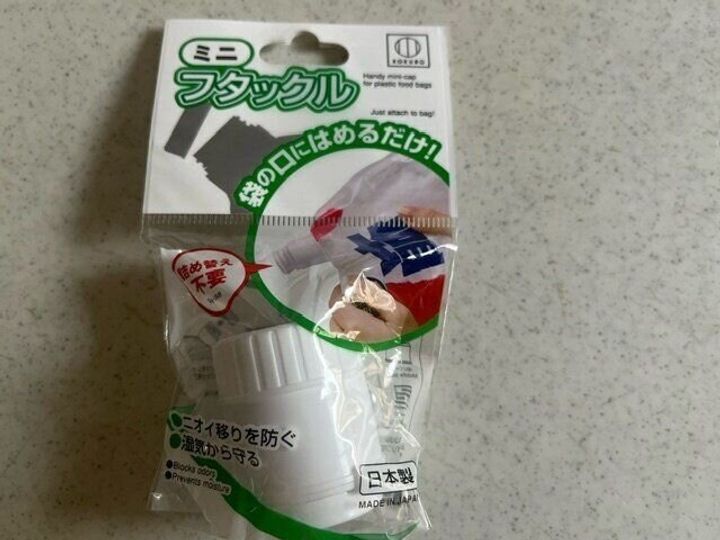 ミニ
フタックル
KOKUBO
Handy mini-cap
for plastic food bags
Just attach to bag!
袋の口にはめるだけ!
詰め替え
不要
●ニオイ移りを防ぐ
●湿気から守る
●Blocks odors
●Prevents moisture
日本製
MADE IN JAPAN